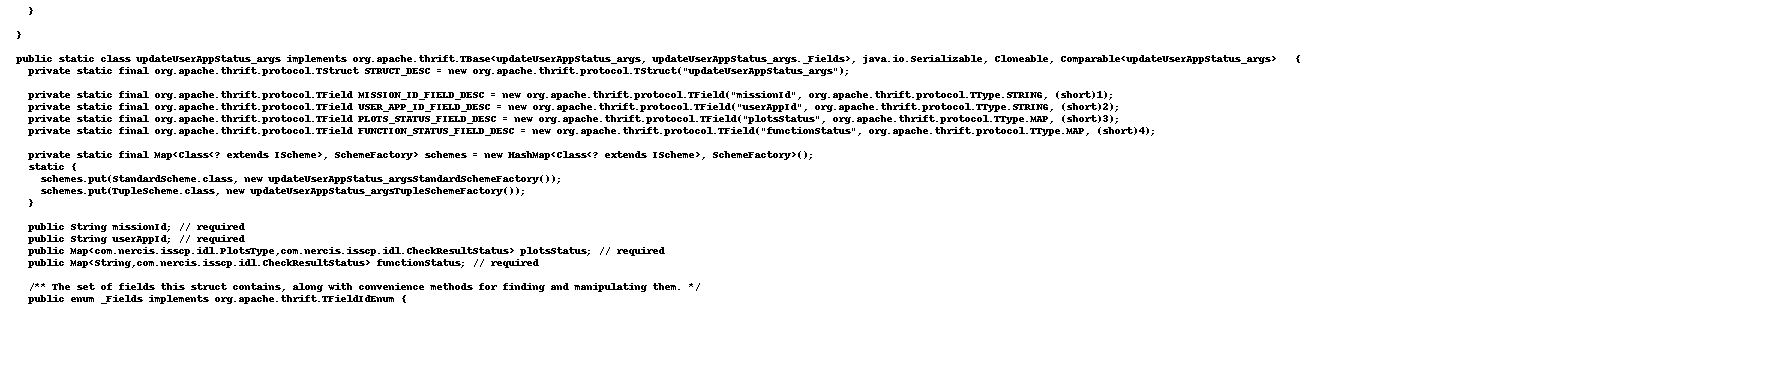 }
}
public static class updateUserAppStatus_args implements org.apache.thrift.TBase<updateUserAppStatus_args, updateUserAppStatus_args._Fields>, java.io.Serializable, Cloneable, Comparable<updateUserAppStatus_args>   {
private static final org.apache.thrift.protocol.TStruct STRUCT_DESC = new org.apache.thrift.protocol.TStruct("updateUserAppStatus_args");
private static final org.apache.thrift.protocol.TField MISSION_ID_FIELD_DESC = new org.apache.thrift.protocol.TField("missionId", org.apache.thrift.protocol.TType.STRING, (short)1);
private static final org.apache.thrift.protocol.TField USER_APP_ID_FIELD_DESC = new org.apache.thrift.protocol.TField("userAppId", org.apache.thrift.protocol.TType.STRING, (short)2);
private static final org.apache.thrift.protocol.TField PLOTS_STATUS_FIELD_DESC = new org.apache.thrift.protocol.TField("plotsStatus", org.apache.thrift.protocol.TType.MAP, (short)3);
private static final org.apache.thrift.protocol.TField FUNCTION_STATUS_FIELD_DESC = new org.apache.thrift.protocol.TField("functionStatus", org.apache.thrift.protocol.TType.MAP, (short)4);
private static final Map<Class<? extends IScheme>, SchemeFactory> schemes = new HashMap<Class<? extends IScheme>, SchemeFactory>();
static {
schemes.put(StandardScheme.class, new updateUserAppStatus_argsStandardSchemeFactory());
schemes.put(TupleScheme.class, new updateUserAppStatus_argsTupleSchemeFactory());
}
public String missionId; // required
public String userAppId; // required
public Map<com.nercis.isscp.idl.PlotsType,com.nercis.isscp.idl.CheckResultStatus> plotsStatus; // required
public Map<String,com.nercis.isscp.idl.CheckResultStatus> functionStatus; // required
/** The set of fields this struct contains, along with convenience methods for finding and manipulating them. */
public enum _Fields implements org.apache.thrift.TFieldIdEnum {